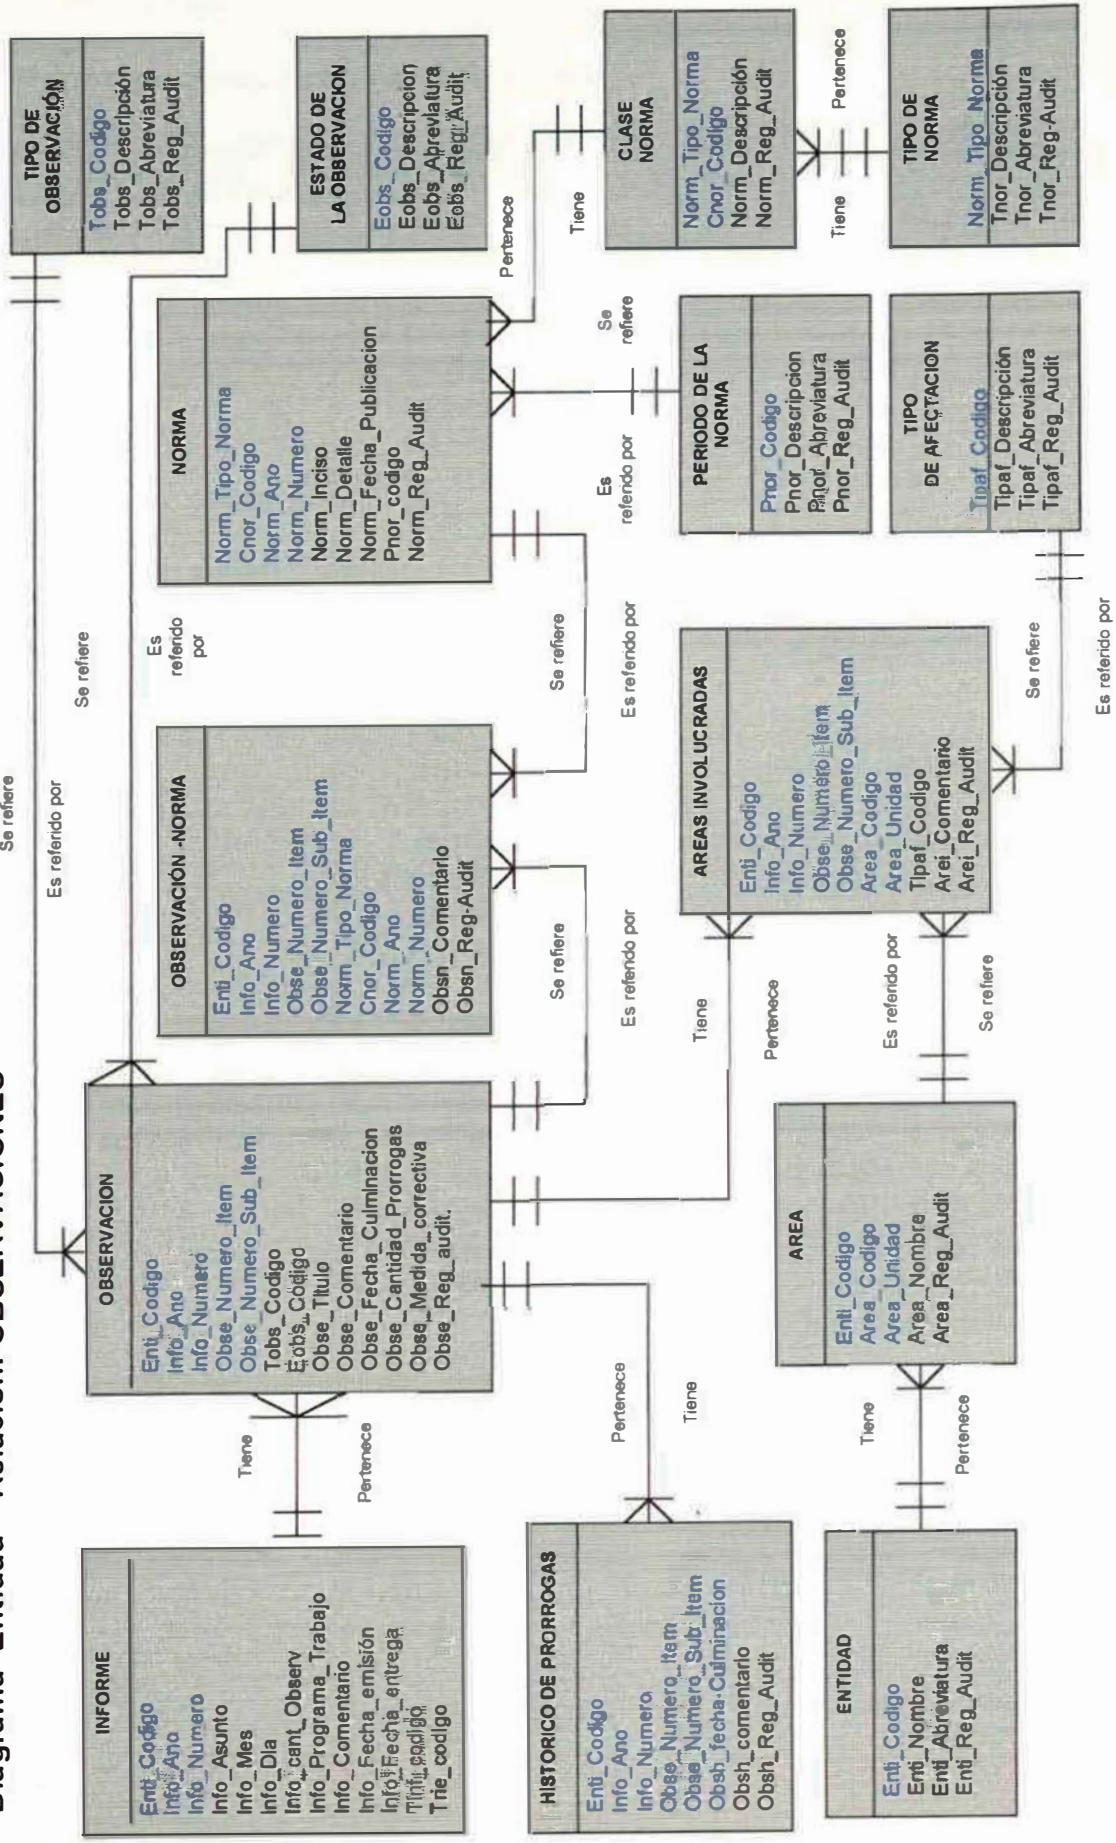 Diagrama Entidad - Relación: OBSERVACIONES
INFORME
Enti_Codigo
Info_Ano
Info_Numero
Info_Asunto
Info_Mes
Info_Dia
Info_cant_Observ
Info_Programa_Trabajo
Info_Comentario
Info_Fecha_emisión
Info_Fecha_entrega
Trie_codigo
Tiene
Pertenece
OBSERVACION
Enti_Codigo
Info_Ano
Info_Numero
Obse_Numero_Item
Obse_Numero_Sub_Item
Tobs_Codigo
Eobs_Código
Obse_Titulo
Obse_Comentario
Obse_Fecha_Culminacion
Obse_Cantidad_Prorrogas
Obse_Medida_correctiva
Obse_Reg_audit.
Se refiere
Es referido por
Se refiere
Es
referido
por
OBSERVACIÓN -NORMA
Enti_Codigo
Info_Ano
Info_Numero
Obse_Numero_Item
Obse_Numero_Sub_Item
Norm_Tipo_Norma
Cnor_Codigo
Norm_Ano
Norm_Numero
Obsn_Comentario
Obsn_Reg-Audit
Se refiere
Es referido por
Se refiere
Es referido por
NORMA
Norm_Tipo_Norma
Cnor_Codigo
Norm_Ano
Norm_Numero
Norm_Inciso
Norm_Detalle
Norm_Fecha_Publicacion
Pnor_codigo
Norm_Reg_Audit
TIPO DE
OBSERVACIÓN
Tobs_Codigo
Tobs_Descripción
Tobs_Abreviatura
Tobs_Reg_Audit
ESTADO DE
LA OBSERVACION
Eobs_Codigo
Eobs_Descripcion
Eobs_Abreviatura
Eobs_Reg_Audit
Pertenece
Tiene
CLASE
NORMA
Norm_Tipo_Norma
Cnor_Codigo
Norm_Descripción
Norm_Reg_Audit
Tiene
Pertenece
TIPO DE
NORMA
Norm_Tipo_Norma
Tnor_Descripción
Tnor_Abreviatura
Tnor_Reg-Audit
Es
referido por
Se
refiere
PERIODO DE LA
NORMA
Pnor_Codigo
Pnor_Descripcion
Pnor_Abreviatura
Pnor_Reg_Audit
TIPO
DE AFECTACION
Tipaf_Codigo
Tipaf_Descripción
Tipaf_Abreviatura
Tipaf_Reg_Audit
Se refiere
Es referido por
AREAS INVOLUCRADAS
Enti_Codigo
Info_Ano
Info_Numero
Obse_Numero_Item
Obse_Numero_Sub_Item
Area_Codigo
Area_Unidad
Tipaf_Codigo
Arei_Comentario
Arei_Reg_Audit
Tiene
Pertenece
Es referido por
Se refiere
AREA
Enti_Codigo
Area_Codigo
Area_Unidad
Area_Nombre
Area_Reg_Audit
Tiene
Pertenece
Pertenece
Tiene
HISTORICO DE PRORROGAS
Enti_Codigo
Info_Ano
Info_Numero
Obse_Numero_Item
Obse_Numero_Sub_Item
Obsh_fecha-Culminacion
Obsh_comentario
Obsh_Reg_Audit
ENTIDAD
Enti_Codigo
Enti_Nombre
Enti_Abreviatura
Enti_Reg_Audit